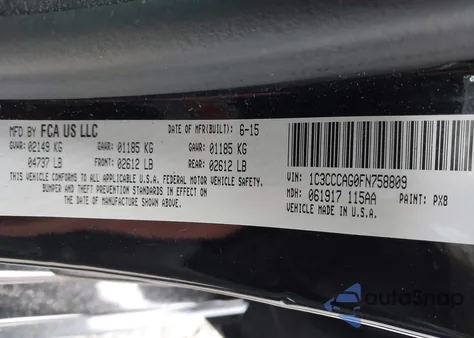 MFD BY FCA US LLC DATE OF MFR(BUILT): 6-15
GVWR: 02149 KG GAWR: 01185 KG GAWR: 01185 KG
04737 LB FRONT: 02612 LB REAR: 02612 LB
THIS VEHICLE CONFORMS TO ALL APPLICABLE U.S.A. FEDERAL MOTOR VEHICLE SAFETY,
BUMPER AND THEFT PREVENTION STANDARDS IN EFFECT ON
THE DATE OF MANUFACTURE SHOWN ABOVE.
VIN: 1C3CCCAG0FN758809
MDH: 061917 115AA PAINT: PX8
VEHICLE MADE IN U.S.A.
autoSnap